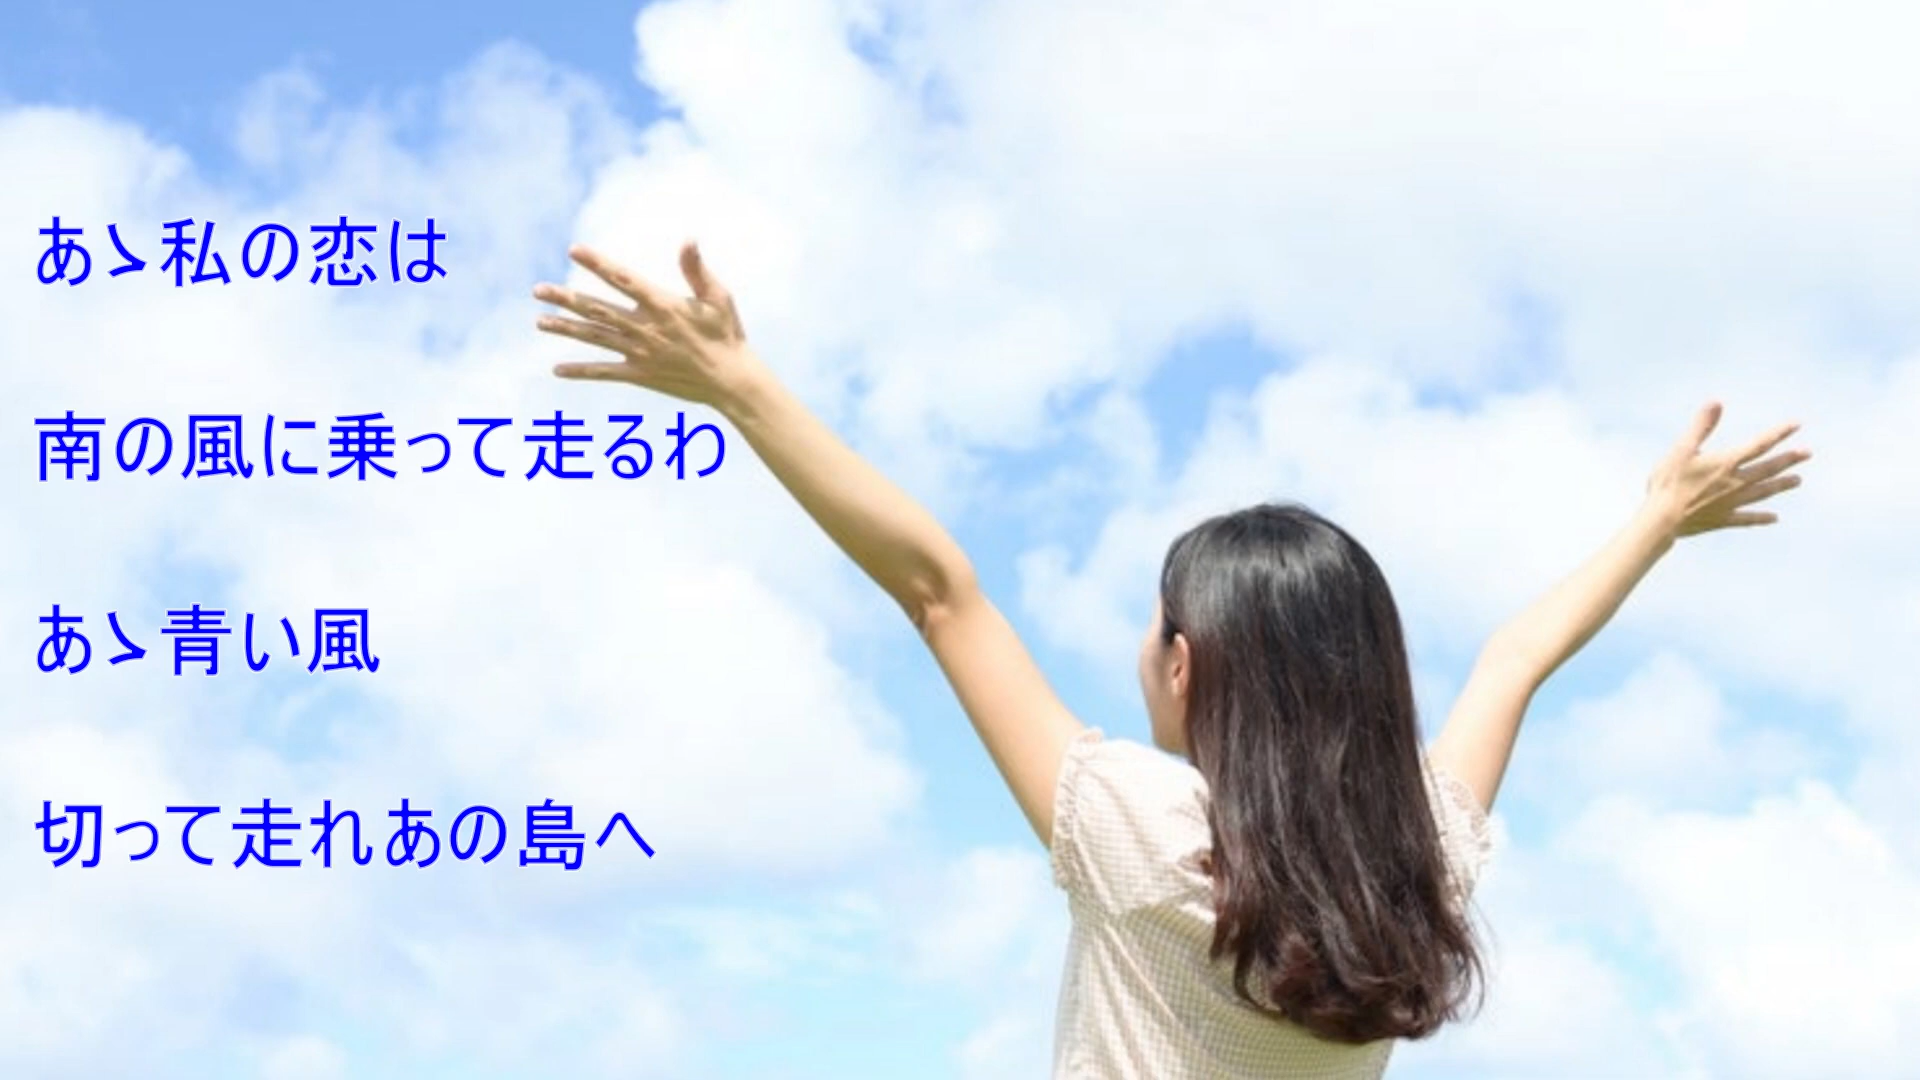 あゝ私の恋は
南の風に乗って走るわ
あゝ青い風
切って走れあの島へ